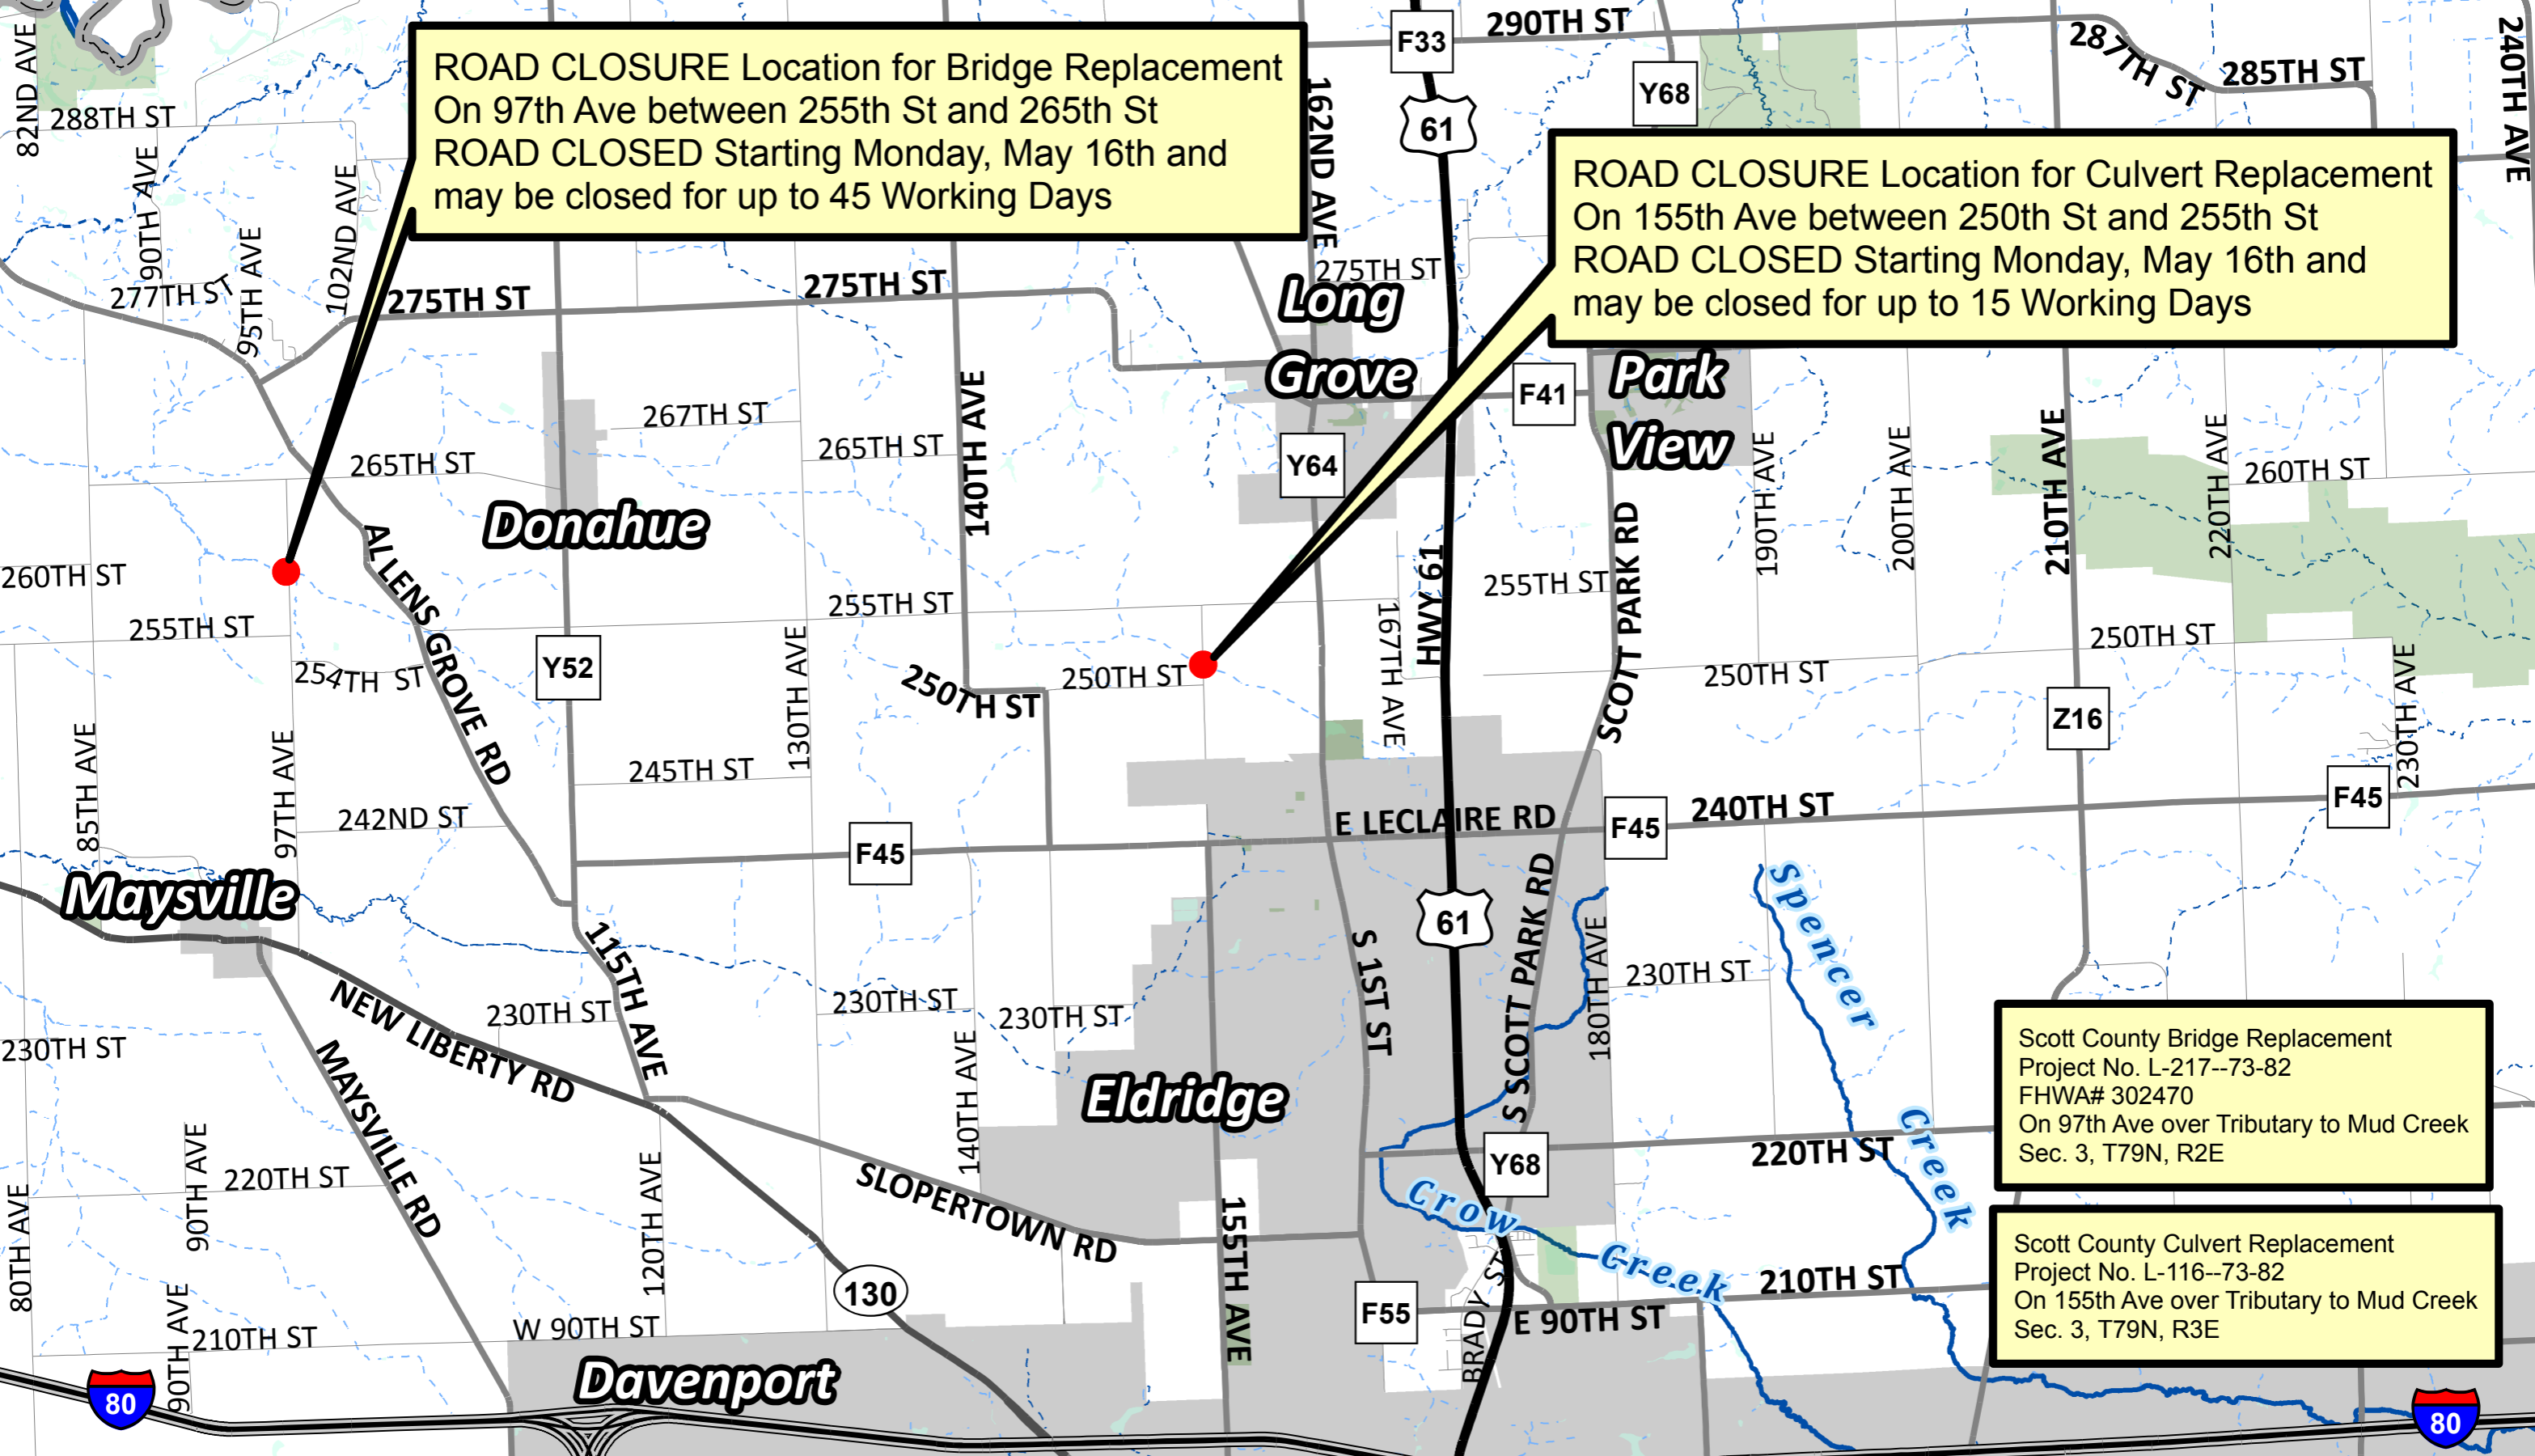 ROAD CLOSURE Location for Bridge Replacement
On 97th Ave between 255th St and 265th St
ROAD CLOSED Starting Monday, May 16th and
may be closed for up to 45 Working Days
ROAD CLOSURE Location for Culvert Replacement
On 155th Ave between 250th St and 255th St
ROAD CLOSED Starting Monday, May 16th and
may be closed for up to 15 Working Days
82ND AVE
288TH ST
90TH AVE
95TH AVE
102ND AVE
277TH ST
275TH ST
275TH ST
162ND AVE
F33
290TH ST
61
Y68
287TH ST
285TH ST
240TH AVE
275TH ST
Long
Grove
F41
Park
View
Y64
267TH ST
265TH ST
265TH ST
140TH AVE
Donahue
ALLENS GROVE RD
260TH ST
255TH ST
254TH ST
Y52
255TH ST
130TH AVE
250TH ST
250TH ST
167TH AVE
HWY 61
255TH ST
SCOTT PARK RD
190TH AVE
200TH AVE
210TH AVE
220TH AVE
260TH ST
250TH ST
250TH ST
Z16
230TH AVE
85TH AVE
97TH AVE
242ND ST
245TH ST
F45
E LECLAIRE RD
F45
240TH ST
F45
Maysville
61
S SCOTT PARK RD
180TH AVE
S 1ST ST
115TH AVE
NEW LIBERTY RD
MAYSVILLE RD
230TH ST
230TH ST
230TH ST
230TH ST
230TH ST
140TH AVE
Eldridge
Spencer
Creek
Y68
220TH ST
Crow
Creek
80TH AVE
90TH AVE
220TH ST
120TH AVE
SLOPERTOWN RD
155TH AVE
130
F55
BRADY ST
E 90TH ST
210TH ST
90TH AVE
210TH ST
W 90TH ST
Davenport
80
80
Scott County Bridge Replacement
Project No. L-217--73-82
FHWA# 302470
On 97th Ave over Tributary to Mud Creek
Sec. 3, T79N, R2E
Scott County Culvert Replacement
Project No. L-116--73-82
On 155th Ave over Tributary to Mud Creek
Sec. 3, T79N, R3E